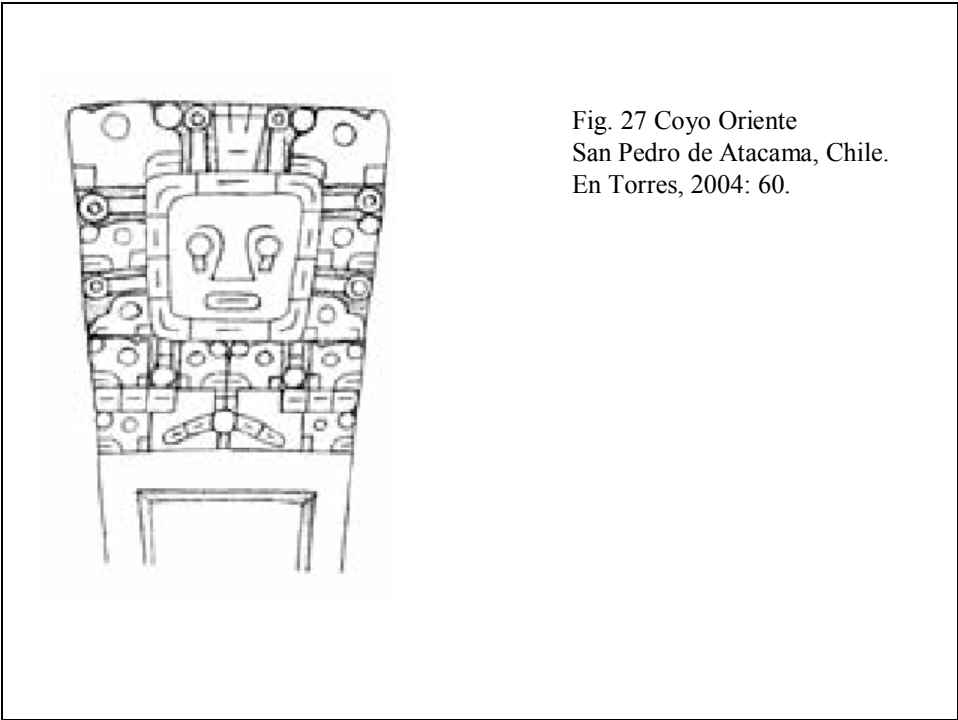 Fig. 27 Coyo Oriente
San Pedro de Atacama, Chile.
En Torres, 2004: 60.